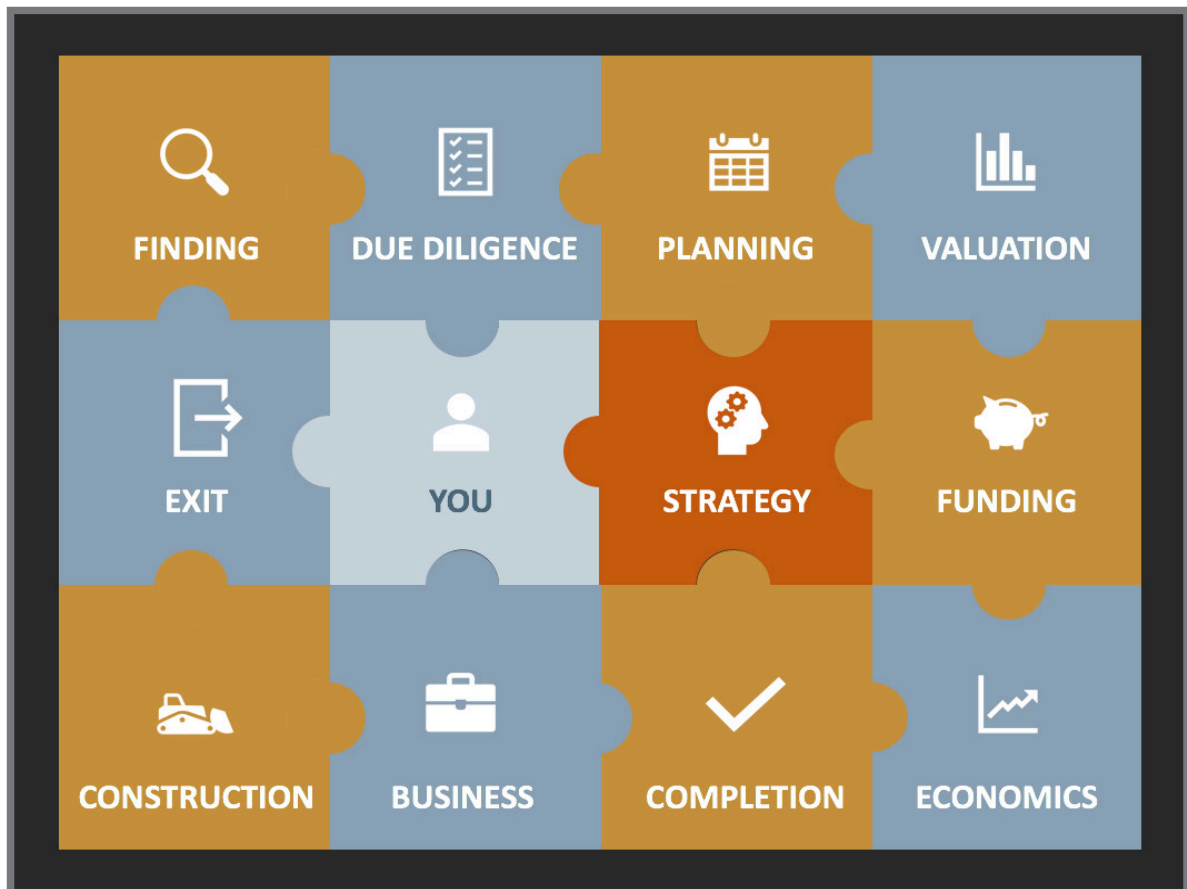 FINDING
DUE DILIGENCE
PLANNING
VALUATION
EXIT
YOU
STRATEGY
FUNDING
CONSTRUCTION
BUSINESS
COMPLETION
ECONOMICS